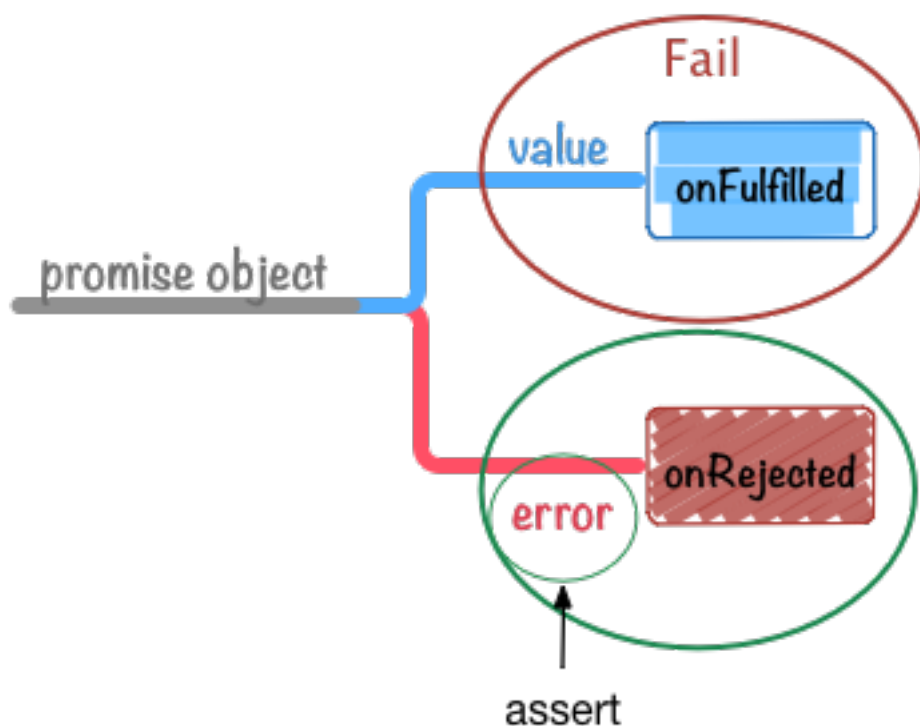 Fail
value
onFulfilled
promise object
onRejected
error
assert